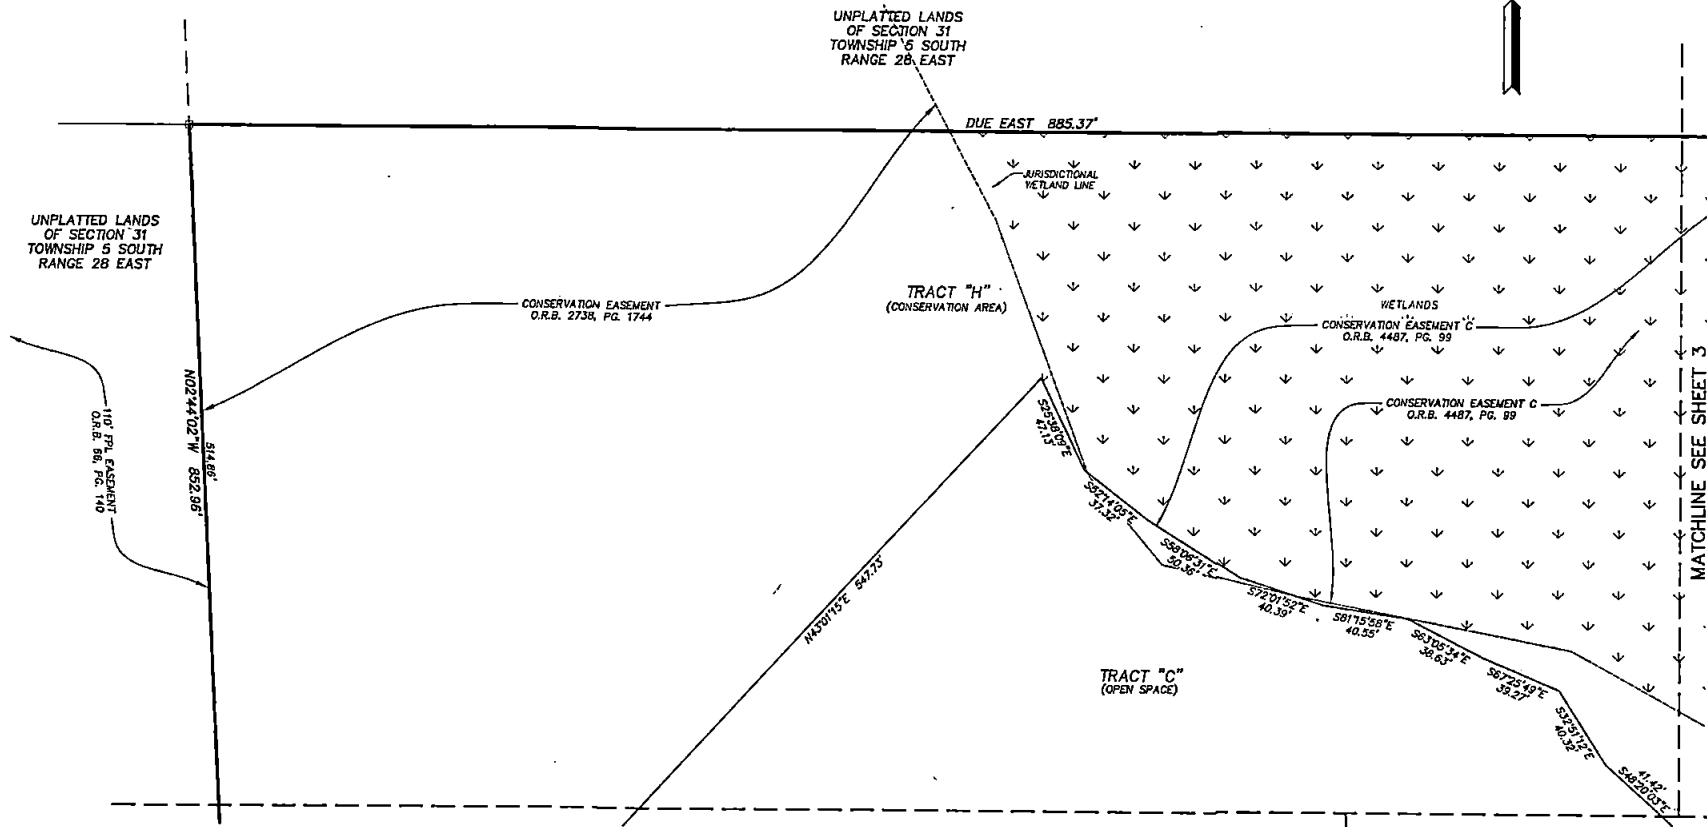 UNPLATTED LANDS
OF SECTION 31
TOWNSHIP 5 SOUTH
RANGE 28 EAST
DUE EAST 885.37'
JURISDICTIONAL
WETLAND LINE
UNPLATTED LANDS
OF SECTION 31
TOWNSHIP 5 SOUTH
RANGE 28 EAST
CONSERVATION EASEMENT
O.R.B. 2738, PG. 1744
TRACT "H"
(CONSERVATION AREA)
WETLANDS
CONSERVATION EASEMENT C
O.R.B. 4487, PG. 99
CONSERVATION EASEMENT C
O.R.B. 4487, PG. 99
MATCHLINE SEE SHEET 3
110' FPL EASEMENT
O.R.B. 66, PG. 140
514.86'
N02°44'02"W 852.96'
N43°01'15"E 547.73'
S25°38'09"E
47.13'
S52°14'05"E
37.32'
S58°06'31"E
50.36'
S72°01'52"E
40.39'
S81°15'58"E
40.55'
S63°05'34"E
38.63'
S67°25'49"E
39.27'
S32°51'12"E
40.32'
41.42'
S48°20'03"E
TRACT "C"
(OPEN SPACE)